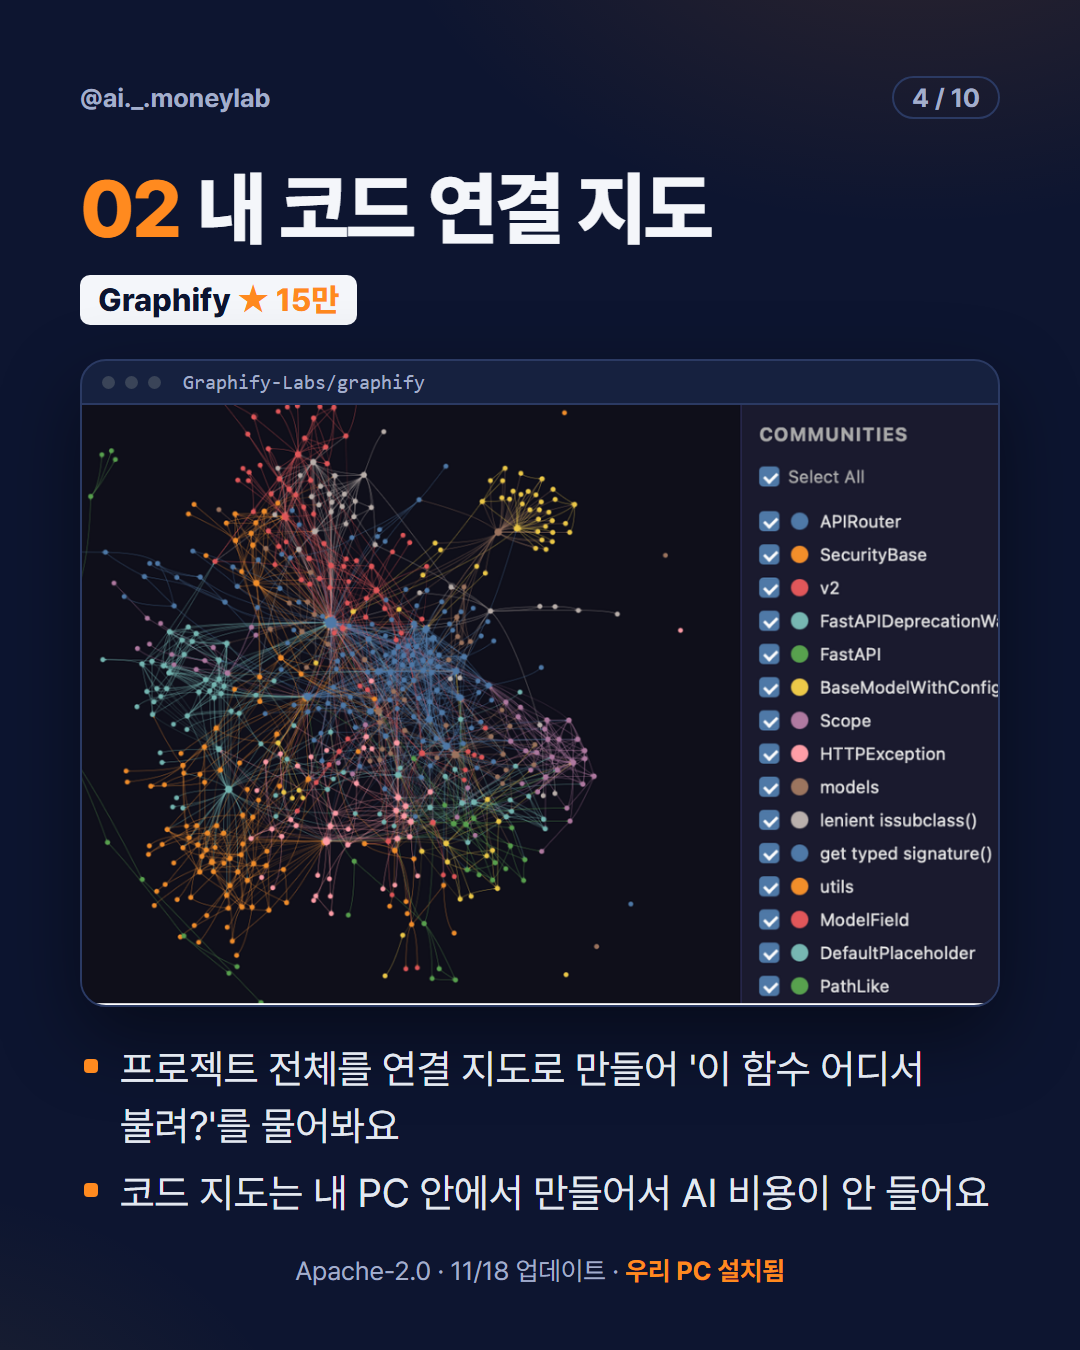 @ai._.moneylab
4 / 10
02 내 코드 연결 지도
Graphify ★ 15만
Graphify-Labs/graphify
COMMUNITIES
Select All
APIRouter
SecurityBase
v2
FastAPIDeprecationWa
FastAPI
BaseModelWithConfig
Scope
HTTPException
models
lenient issubclass()
get typed signature()
utils
ModelField
DefaultPlaceholder
PathLike
프로젝트 전체를 연결 지도로 만들어 '이 함수 어디서
불려?'를 물어봐요
코드 지도는 내 PC 안에서 만들어서 AI 비용이 안 들어요
Apache-2.0 · 11/18 업데이트 · 우리 PC 설치됨